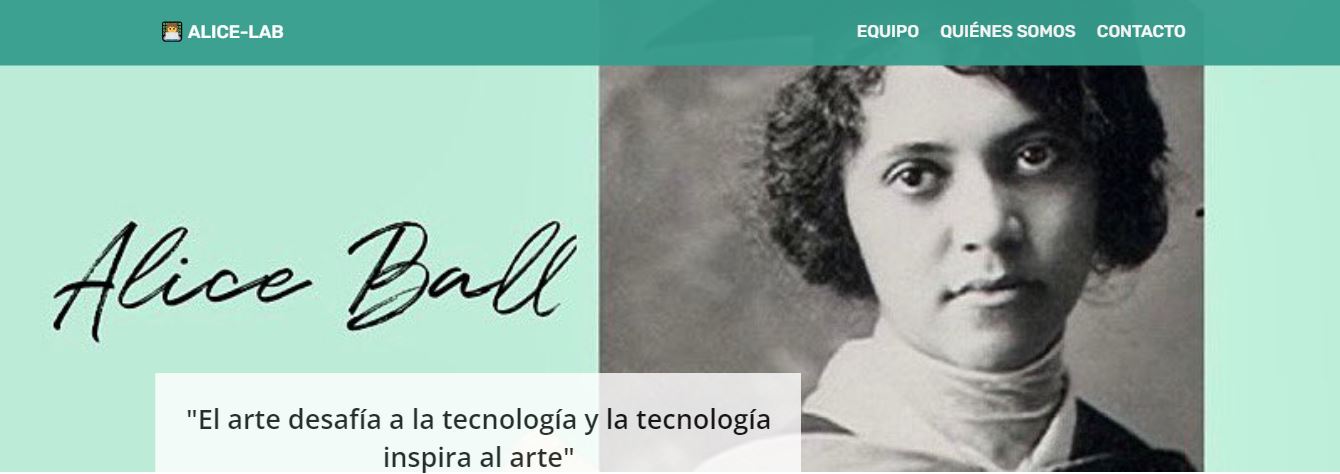 ALICE-LAB
EQUIPO QUIÉNES SOMOS CONTACTO
Alice Ball
"El arte desafía a la tecnología y la tecnología
inspira al arte"